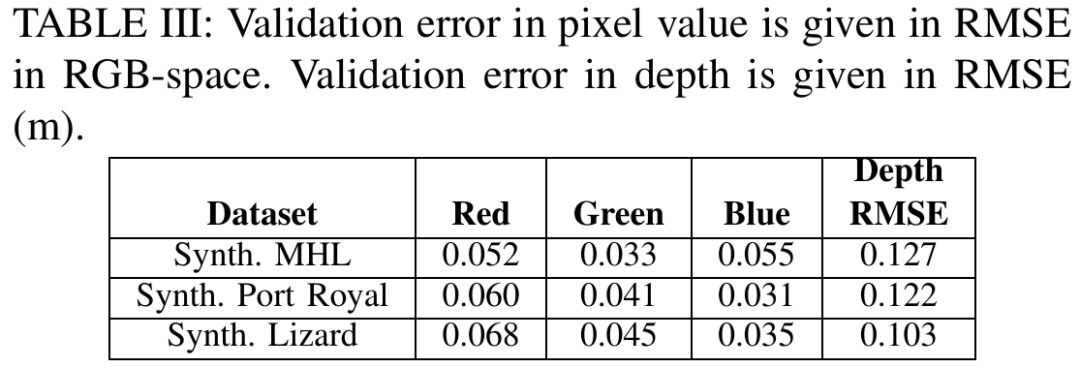 TABLE III: Validation error in pixel value is given in RMSE
in RGB-space. Validation error in depth is given in RMSE
(m).
Dataset Red Green Blue Depth RMSE
Synth. MHL 0.052 0.033 0.055 0.127
Synth. Port Royal 0.060 0.041 0.031 0.122
Synth. Lizard 0.068 0.045 0.035 0.103